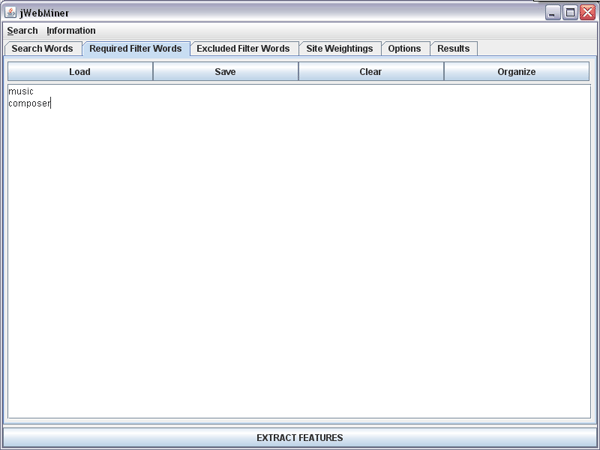 jWebMiner
Search Information
Search Words Required Filter Words Excluded Filter Words Site Weightings Options Results
Load Save Clear Organize
music
composer
EXTRACT FEATURES